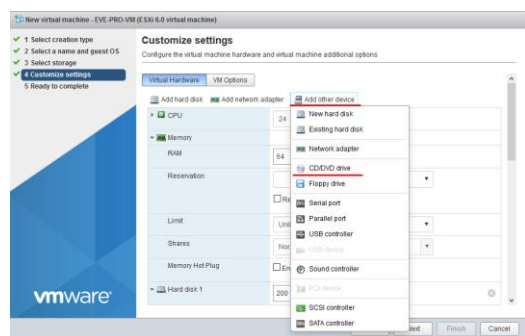 New virtual machine - EVE-PRO-VM (ESXi 6.0 virtual machine)
1 Select creation type
2 Select a name and guest OS
3 Select storage
4 Customize settings
5 Ready to complete
Customize settings
Configure the virtual machine hardware and virtual machine additional options
Virtual Hardware
VM Options
Add hard disk
Add network adapter
Add other device
CPU
24
Memory
RAM
64
Reservation
Limit
Shares
Memory Hot Plug
Hard disk 1
200
New hard disk
Existing hard disk
Network adapter
CD/DVD drive
Floppy drive
Serial port
Parallel port
USB controller
USB device
Sound controller
PCI device
SCSI controller
SATA controller
Finish
Cancel
vmware